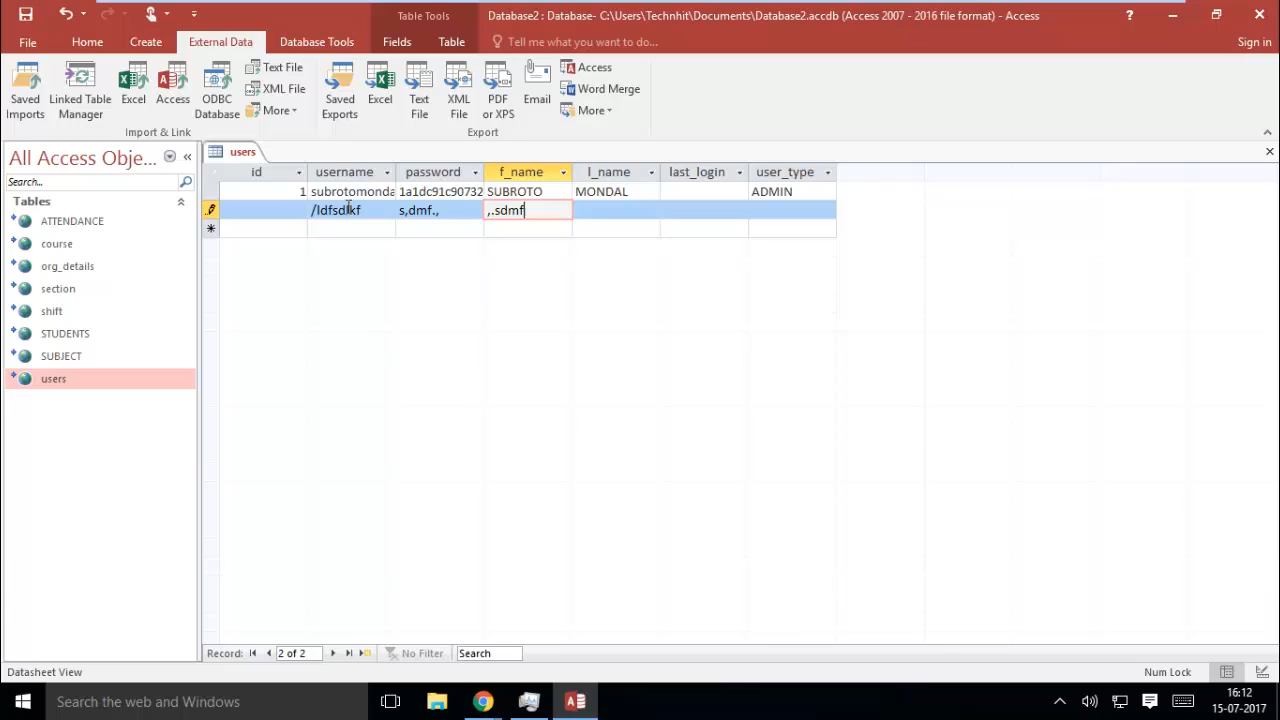 Table Tools
Database2 : Database- C:\Users\Technhit\Documents\Database2.accdb (Access 2007 - 2016 file format) - Access
?
File Home Create External Data Database Tools Fields Table Tell me what you want to do... Sign in
Saved Imports
Linked Table Manager
Excel
Access
ODBC Database
Text File
XML File
More
Saved Exports
Excel
Text File
XML File
PDF or XPS
Email
Access
Word Merge
More
Import & Link
Export
All Access Obje...
Search...
Tables
ATTENDANCE
course
org_details
section
shift
STUDENTS
SUBJECT
users
users
id username password f_name l_name last_login user_type
1 subrotomonda 1a1dc91c90732 SUBROTO MONDAL ADMIN
s,dmf., ,.sdmf
Record: 2 of 2 No Filter Search
Datasheet View
Num Lock
Search the web and Windows
16:12
15-07-2017